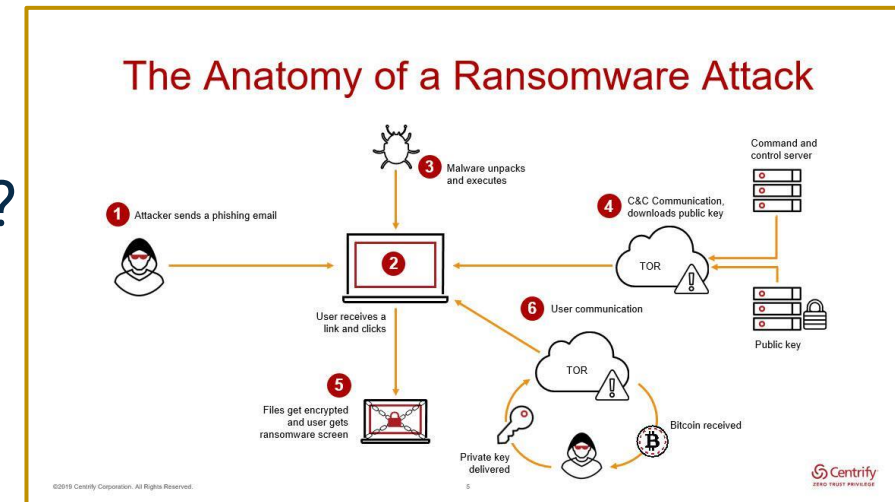 ?
The Anatomy of a Ransomware Attack
1 Attacker sends a phishing email
2
User receives a
link and clicks
3 Malware unpacks
and executes
4 C&C Communication,
downloads public key
TOR
Command and
control server
Public key
5
Files get encrypted
and user gets
ransomware screen
6 User communication
TOR
Bitcoin received
B
Private key
delivered
©2019 Centrify Corporation. All Rights Reserved.
5
Centrify
ZERO TRUST PRIVILEGE